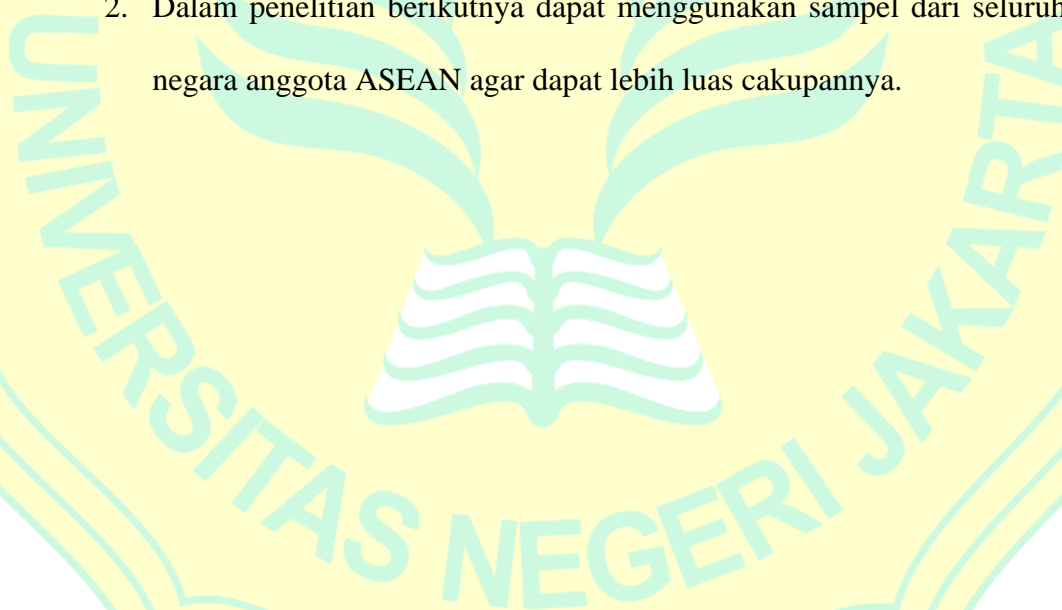 2. Dalam penelitian berikutnya dapat menggunakan sampel dari seluruh
negara anggota ASEAN agar dapat lebih luas cakupannya.
UNIVERSITAS NEGERI JAKARTA